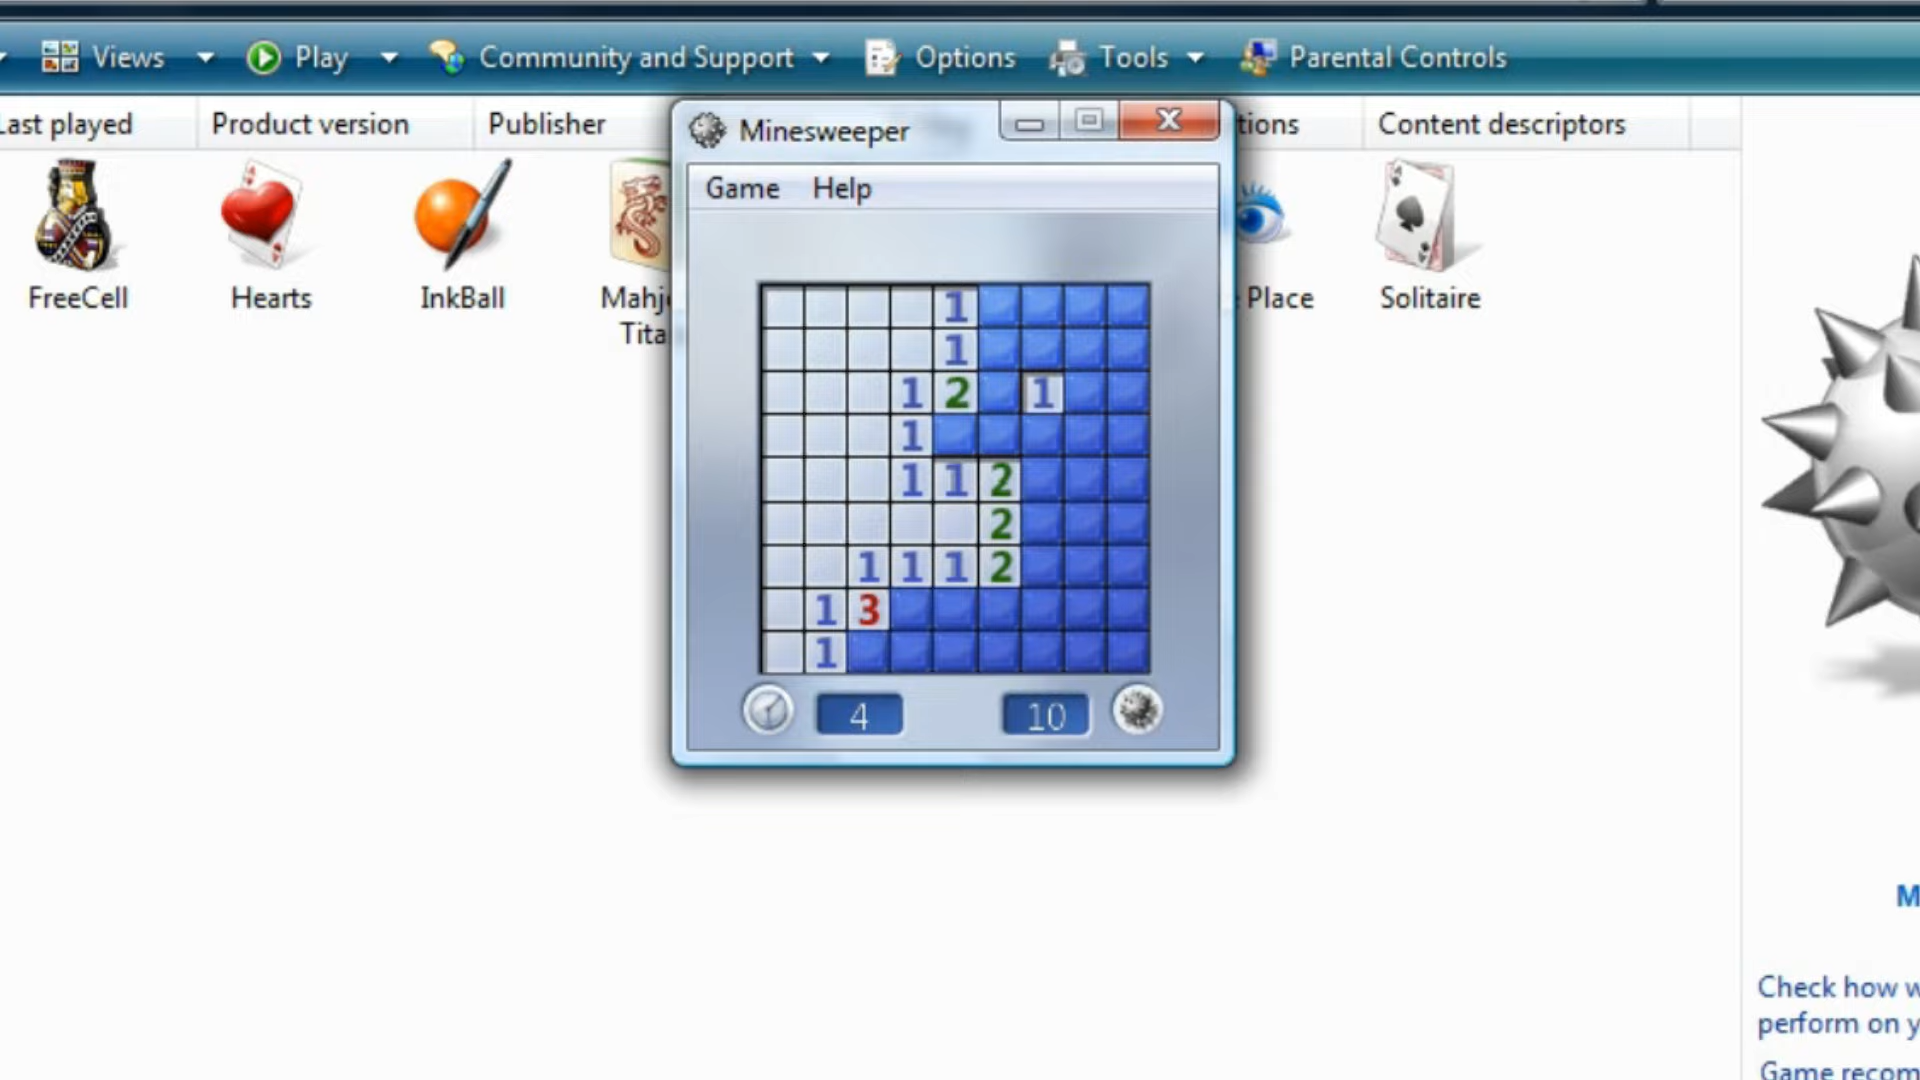 Views Play Community and Support Options Tools Parental Controls
Last played Product version Publisher tions Content descriptors
Minesweeper
Game Help
FreeCell Hearts InkBall Mahj Place Solitaire
Tita
1
1
1 2 1
1
1 1 2
2
1 1 1 2
1 3
1
4 10
M
Check how w
perform on y
Game recom